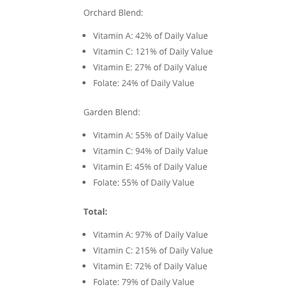 Orchard Blend:
• Vitamin A: 42% of Daily Value
• Vitamin C: 121% of Daily Value
• Vitamin E: 27% of Daily Value
• Folate: 24% of Daily Value
Garden Blend:
• Vitamin A: 55% of Daily Value
• Vitamin C: 94% of Daily Value
• Vitamin E: 45% of Daily Value
• Folate: 55% of Daily Value
Total:
• Vitamin A: 97% of Daily Value
• Vitamin C: 215% of Daily Value
• Vitamin E: 72% of Daily Value
• Folate: 79% of Daily Value